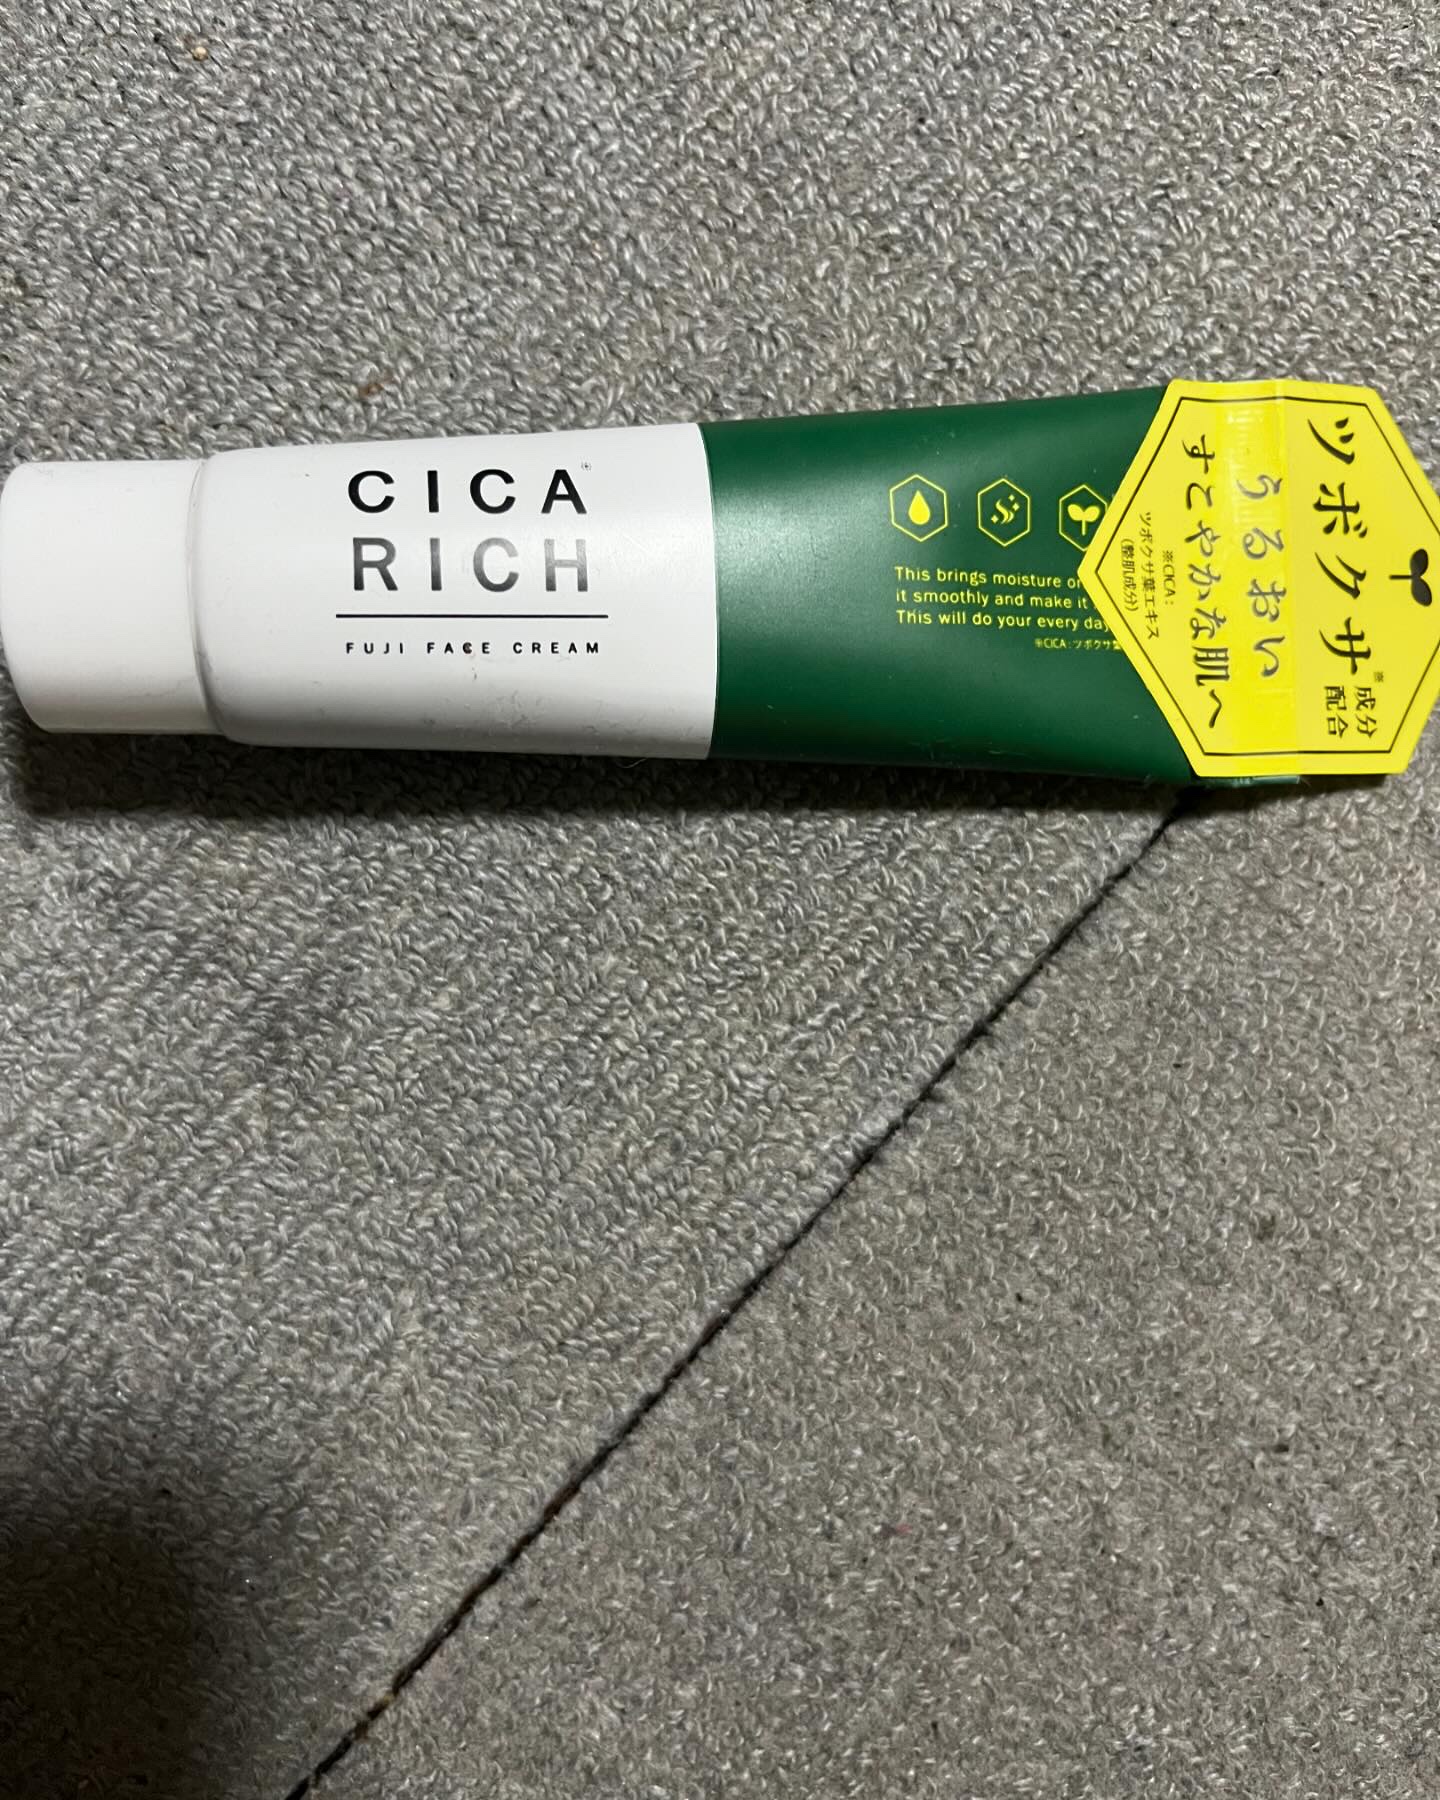 CICA※
RICH
FUJI FACE CREAM
This brings moisture
it smoothly and make it
This will do your every day
※CICA:ツボクサ葉
ツボクサ※
成分
配合
うるおい
すこやかな肌へ
※CICA:
ツボクサ葉エキス
(整肌成分)